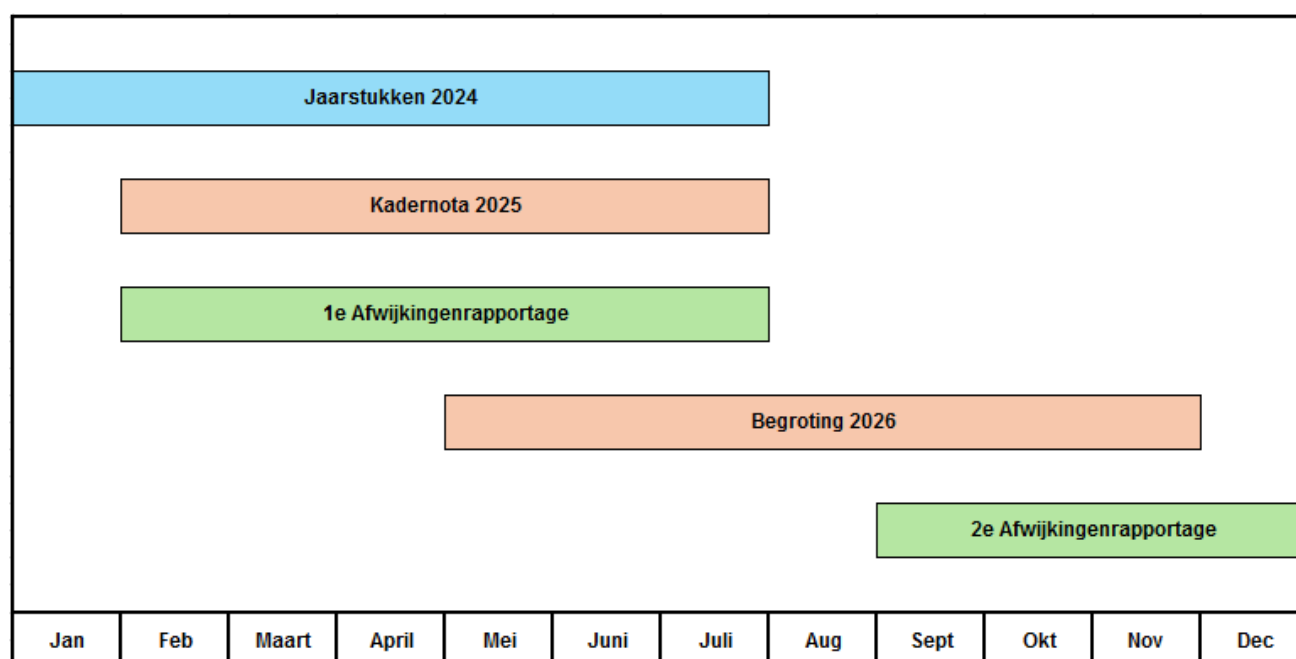 Jaarstukken 2024
Kadernota 2025
1e Afwijkingenrapportage
Begroting 2026
2e Afwijkingenrapportage
Jan Feb Maart April Mei Juni Juli Aug Sept Okt Nov Dec